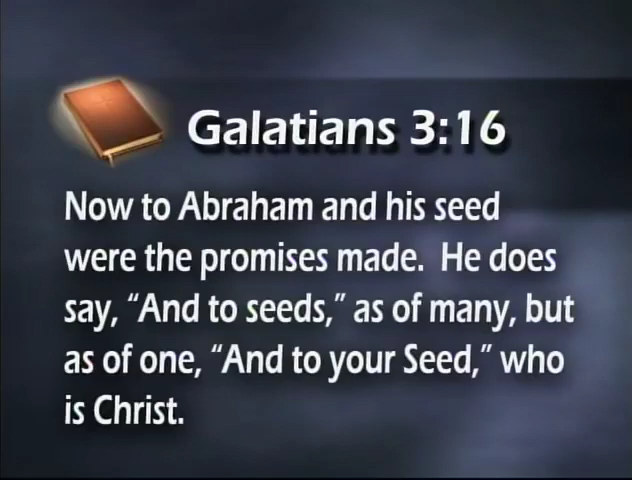 Galatians 3:16
Now to Abraham and his seed
were the promises made. He does
say, “And to seeds,” as of many, but
as of one, “And to your Seed,” who
is Christ.